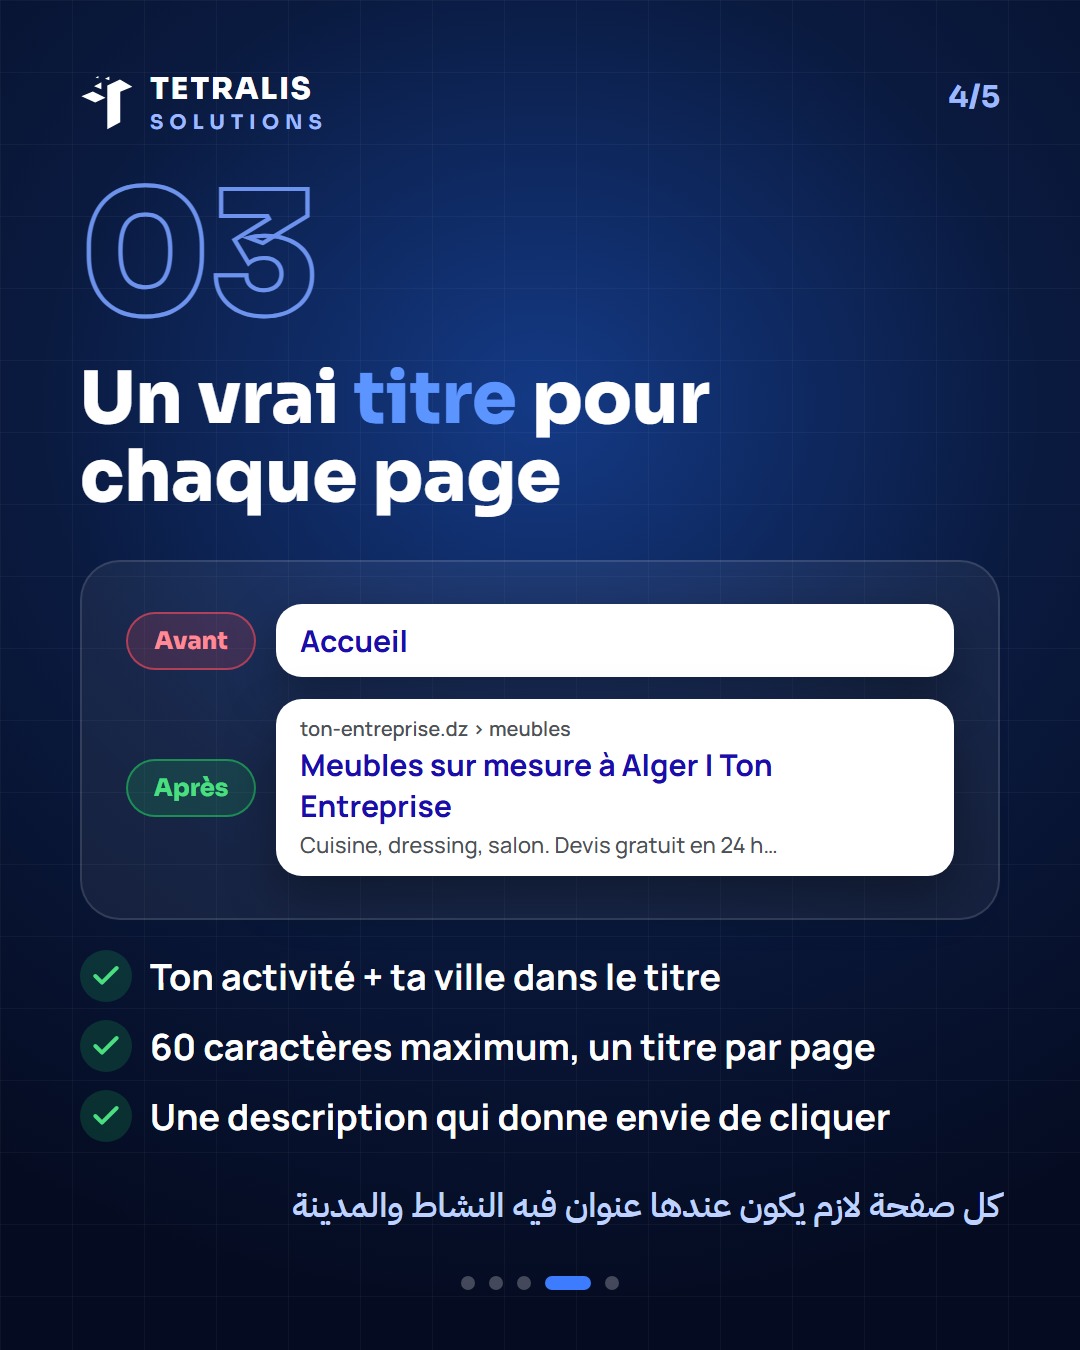 TETRALIS
SOLUTIONS
4/5
03
Un vrai titre pour
chaque page
Avant
Accueil
Après
ton-entreprise.dz › meubles
Meubles sur mesure à Alger | Ton
Entreprise
Cuisine, dressing, salon. Devis gratuit en 24 h...
Ton activité + ta ville dans le titre
60 caractères maximum, un titre par page
Une description qui donne envie de cliquer
كل صفحة لازم يكون عندها عنوان فيه النشاط والمدينة